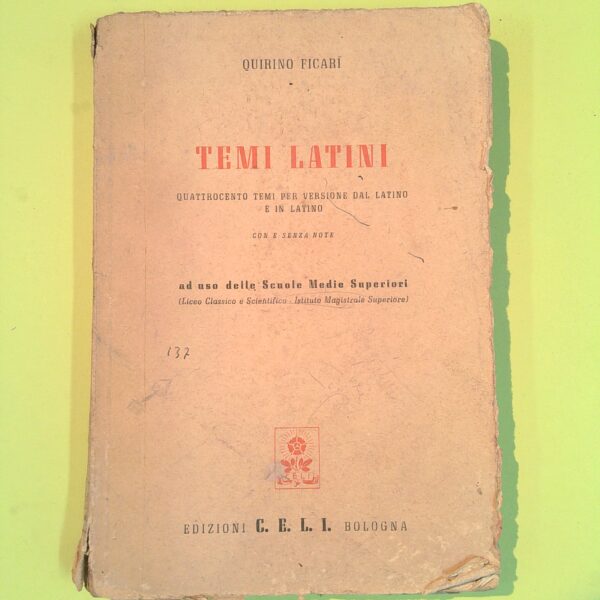 QUIRINO FICARI
TEMI LATINI
QUATTROCENTO TEMI PER VERSIONE DAL LATINO
E IN LATINO
CON E SENZA NOTE
ad uso delle Scuole Medie Superiori
(Liceo Classico e Scientifico - Istituto Magistrale Superiore)
137
CELI
EDIZIONI C. E. L. I. BOLOGNA